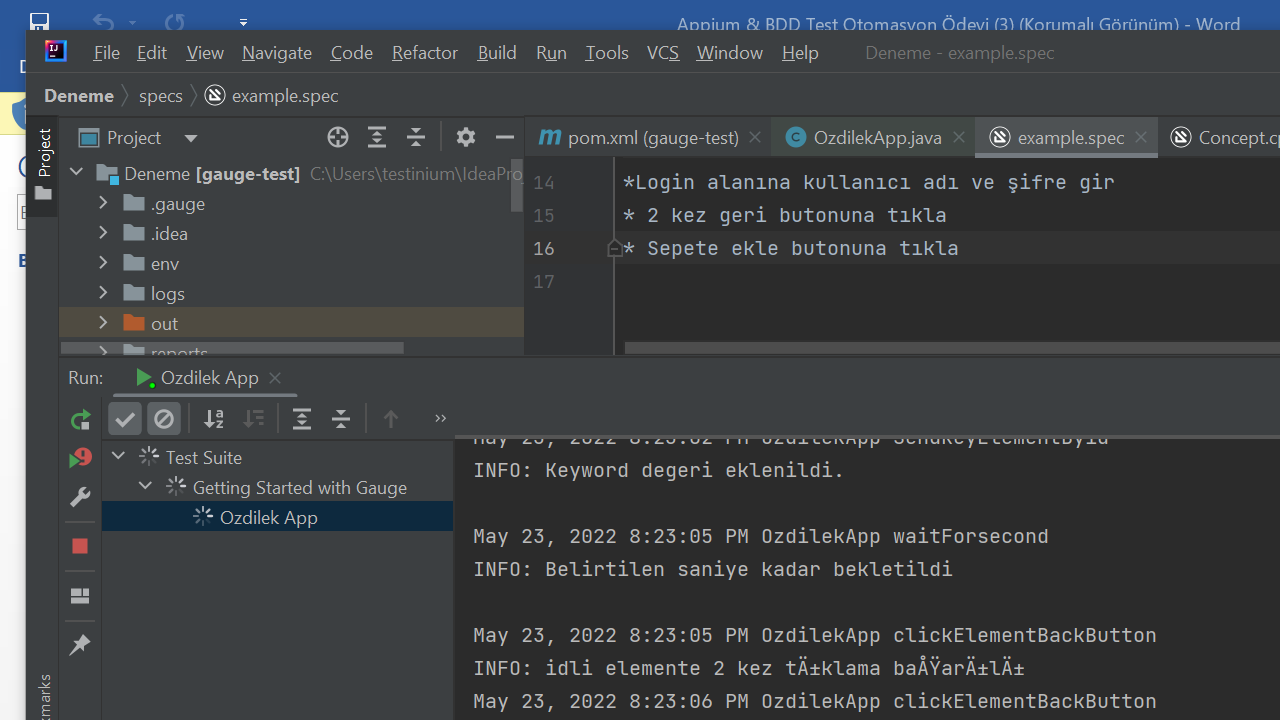 Appium & BDD Test Otomasyon Ödevi (3) (Korumalı Görünüm) - Word
File Edit View Navigate Code Refactor Build Run Tools VCS Window Help Deneme - example.spec
Deneme specs example.spec
Project
Project
pom.xml (gauge-test) OzdilekApp.java example.spec Concept.cp
Deneme [gauge-test] C:\Users\testinium\IdeaPro
.gauge
.idea
env
logs
out
reports
14 *Login alanına kullanıcı adı ve şifre gir
15 * 2 kez geri butonuna tıkla
16 * Sepete ekle butonuna tıkla
17
Run: Ozdilek App
Test Suite
Getting Started with Gauge
Ozdilek App
May 23, 2022 8:23:02 PM OzdilekApp sendKeyElementById
INFO: Keyword degeri eklenildi.
May 23, 2022 8:23:05 PM OzdilekApp waitForsecond
INFO: Belirtilen saniye kadar bekletildi
May 23, 2022 8:23:05 PM OzdilekApp clickElementBackButton
INFO: idli elemente 2 kez tÄ±klama baÅŸarÄ±lÄ±
May 23, 2022 8:23:06 PM OzdilekApp clickElementBackButton